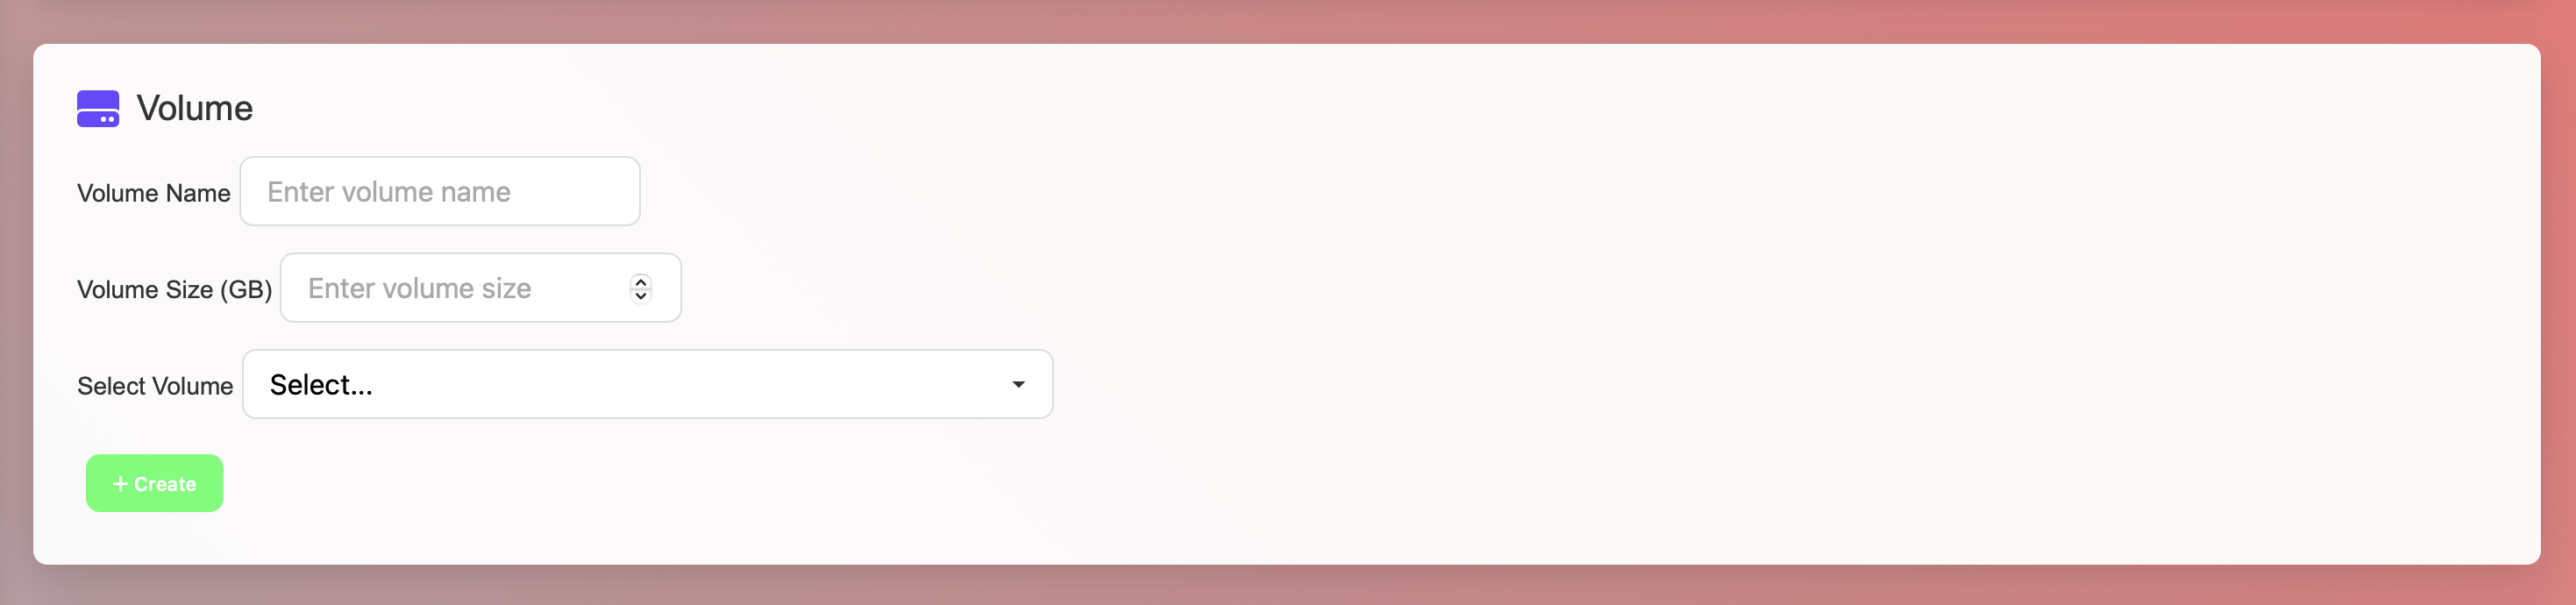 Volume
Volume Name Enter volume name
Volume Size (GB) Enter volume size
Select Volume Select...
+ Create